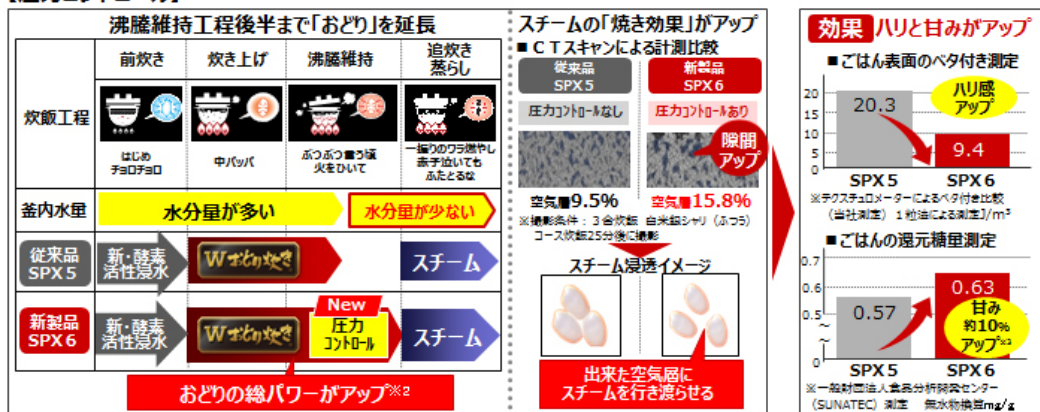 沸騰維持工程後半まで「おどり」を延長
前炊き
炊き上げ
沸騰維持
追炊き
蒸らし
炊飯工程
はじめ
チョロチョロ
中パッパ
ぶつぶつ言う頃
火をひいて
一握りのワラ燃やし
赤子泣いても
ふたとるな
釜内水量
水分量が多い
水分量が少ない
従来品
SPX5
新・酵素
活性浸水
Wおどり炊き
スチーム
新製品
SPX6
新・酵素
活性浸水
Wおどり炊き
New
圧力
コントロール
スチーム
おどりの総パワーがアップ※2
スチームの「焼き効果」がアップ
■CTスキャンによる計測比較
従来品
SPX5
新製品
SPX6
圧力コントロールなし
圧力コントロールあり
隙間
アップ
空気層9.5%
空気層15.8%
※撮影条件：3合炊飯 白米銀シャリ（ふつう）
コース炊飯25分後に撮影
スチーム浸透イメージ
出来た空気層に
スチームを行き渡らせる
効果 ハリと甘みがアップ
■ごはん表面のベタ付き測定
20
15
10
5
0
20.3
9.4
ハリ感
アップ
SPX5 SPX6
※テクスチュロメーターによるベタ付き比較
（当社測定）1粒法による測定J/m³
■ごはんの還元糖量測定
0.7
0.6
0.5
～
0
0.57
0.63
甘み
約10%
アップ※3
SPX5 SPX6
※一般財団法人食品分析開発センター
（SUNATEC）測定 無水物換算mg/g